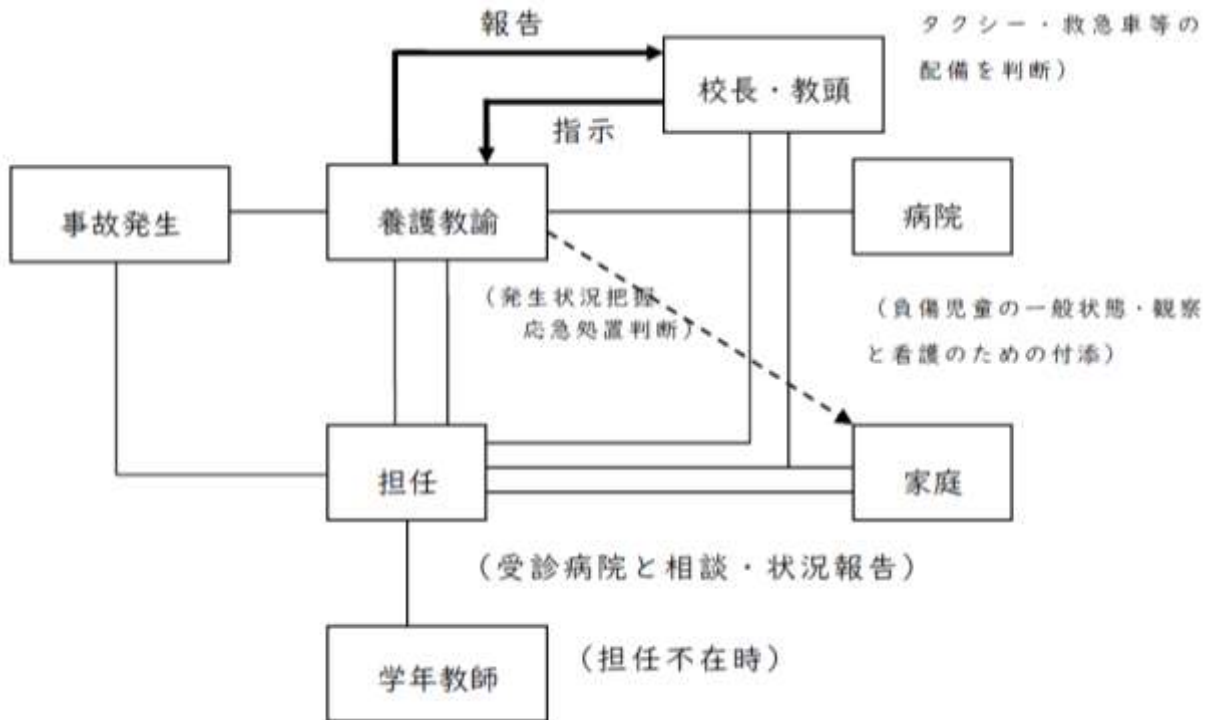 報告
タクシー・救急車等の
配備を判断）
校長・教頭
指示
事故発生
養護教諭
病院
（発生状況把握
応急処置判断）
（負傷児童の一般状態・観察
と看護のための付添）
担任
家庭
（受診病院と相談・状況報告）
学年教師
（担任不在時）